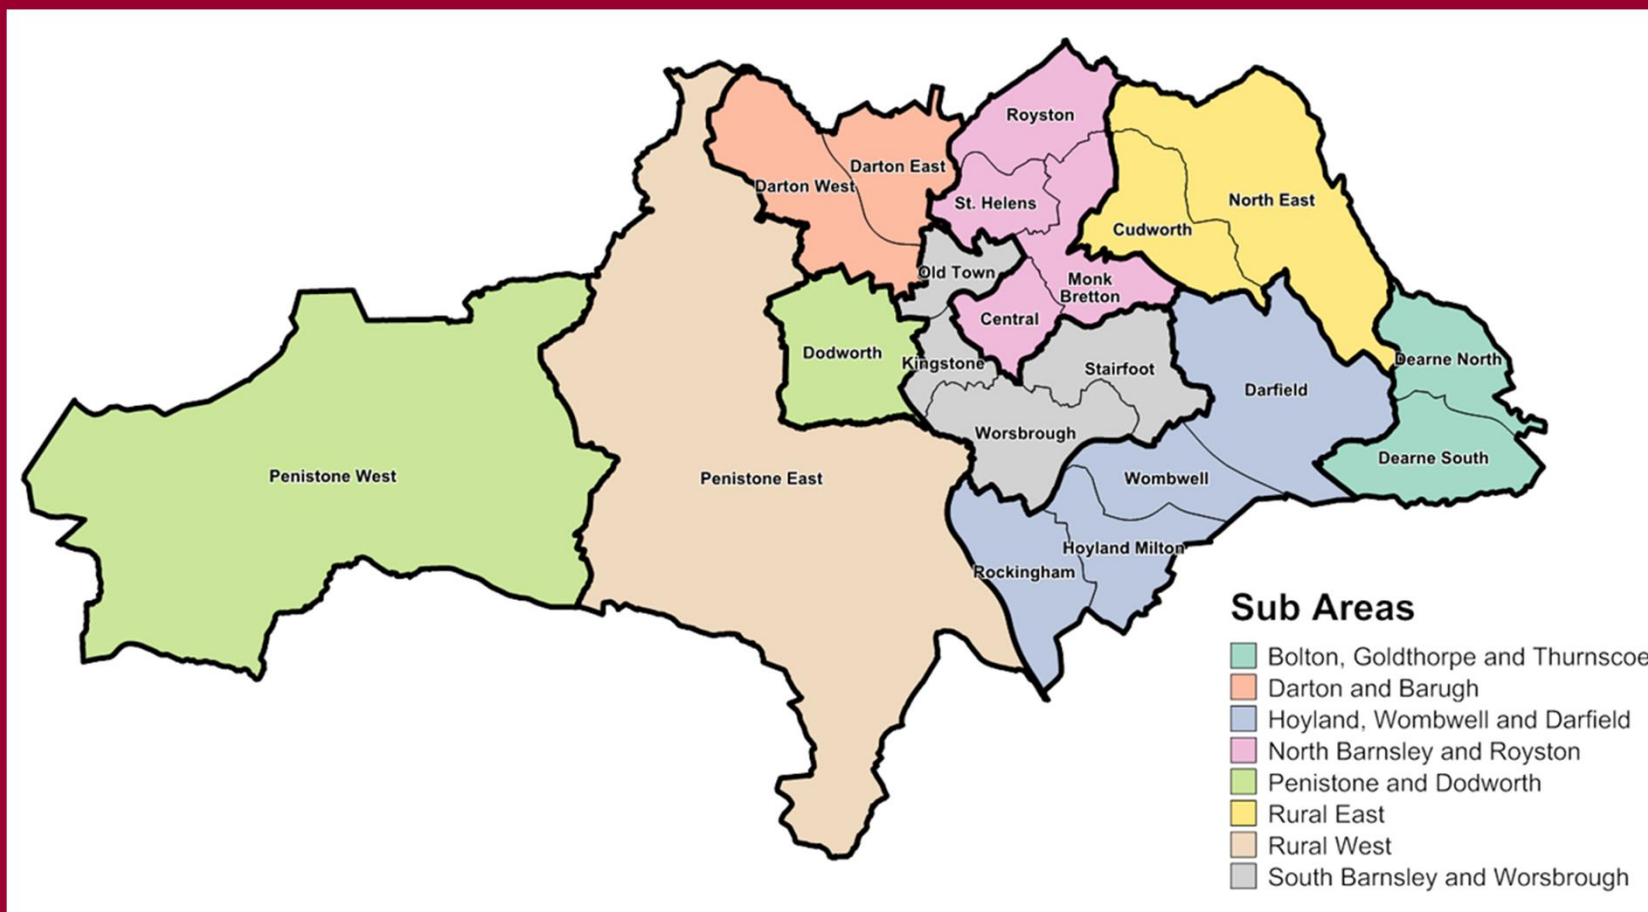 Royston
Darton East
Darton West
St. Helens
North East
Cudworth
Old Town
Monk
Bretton
Central
Dodworth
Kingstone
Stairfoot
Dearne North
Darfield
Worsbrough
Dearne South
Penistone West
Penistone East
Wombwell
Hoyland Milton
Rockingham
Sub Areas
Bolton, Goldthorpe and Thurnscoe
Darton and Barugh
Hoyland, Wombwell and Darfield
North Barnsley and Royston
Penistone and Dodworth
Rural East
Rural West
South Barnsley and Worsbrough